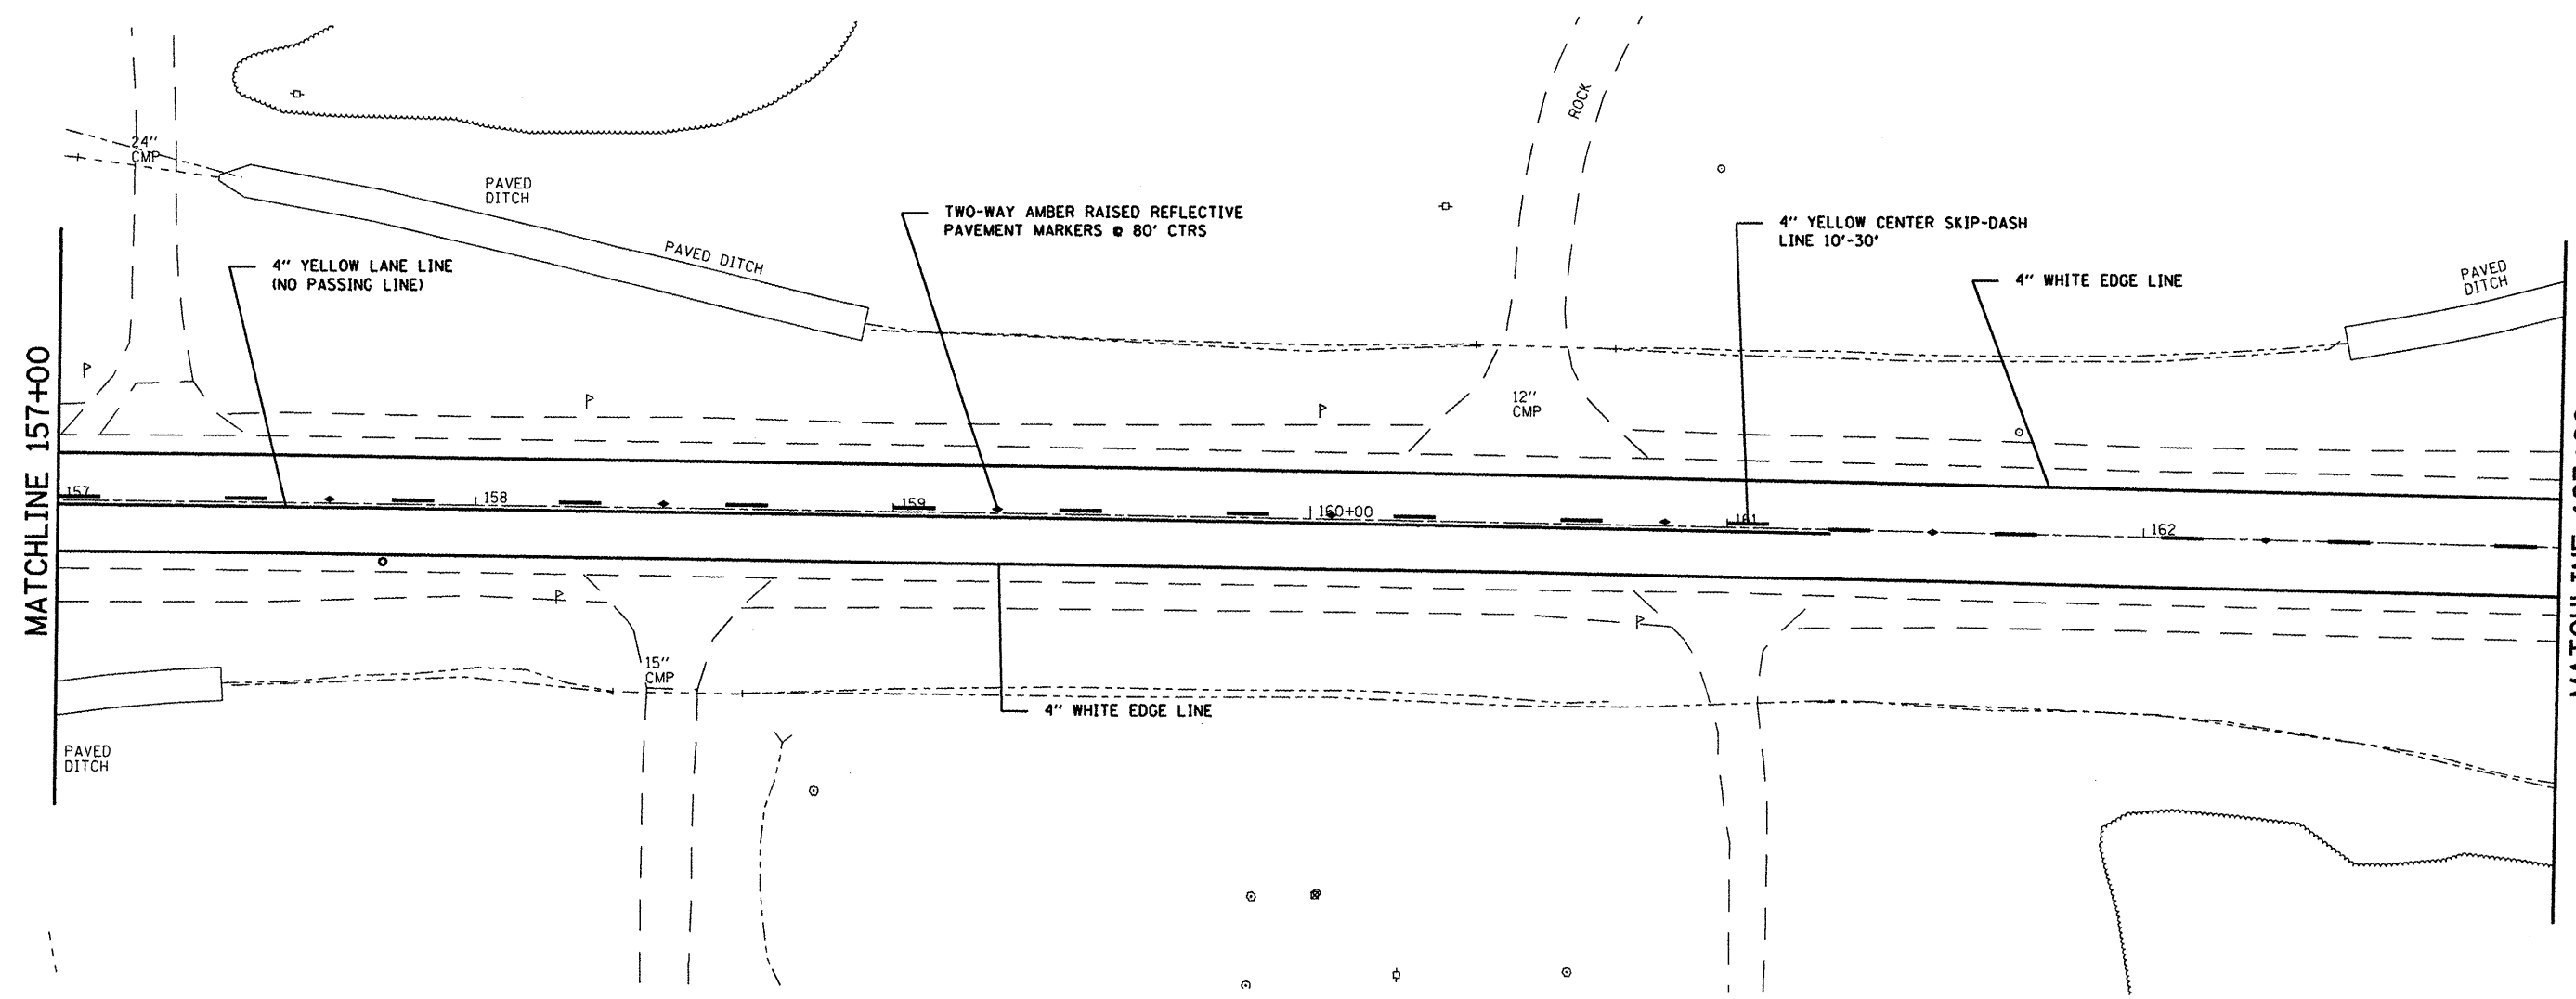 24"
CMP
PAVED
DITCH
PAVED DITCH
ROCK
TWO-WAY AMBER RAISED REFLECTIVE
PAVEMENT MARKERS @ 80' CTRS
4" YELLOW CENTER SKIP-DASH
LINE 10'-30'
4" YELLOW LANE LINE
(NO PASSING LINE)
4" WHITE EDGE LINE
PAVED
DITCH
MATCHLINE 157+00
12"
CMP
157
158
159
160+00
161
162
15"
CMP
4" WHITE EDGE LINE
PAVED
DITCH
MATCHLINE